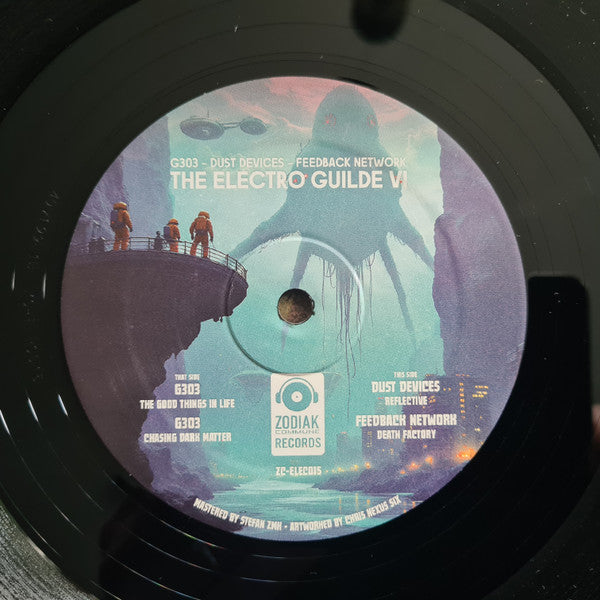 G303 - DUST DEVICES - FEEDBACK NETWORK
THE ELECTRO GUILDE VI
THAT SIDE
G303
THE GOOD THINGS IN LIFE
G303
CHASING DARK MATTER
THIS SIDE
DUST DEVICES
REFLECTIVE
FEEDBACK NETWORK
DEATH FACTORY
ZODIAK
COMMUNE
RECORDS
ZC-ELEC015
MASTERED BY STEFAN ZMK - ARTWORKED BY CHRIS NEXUS SIX